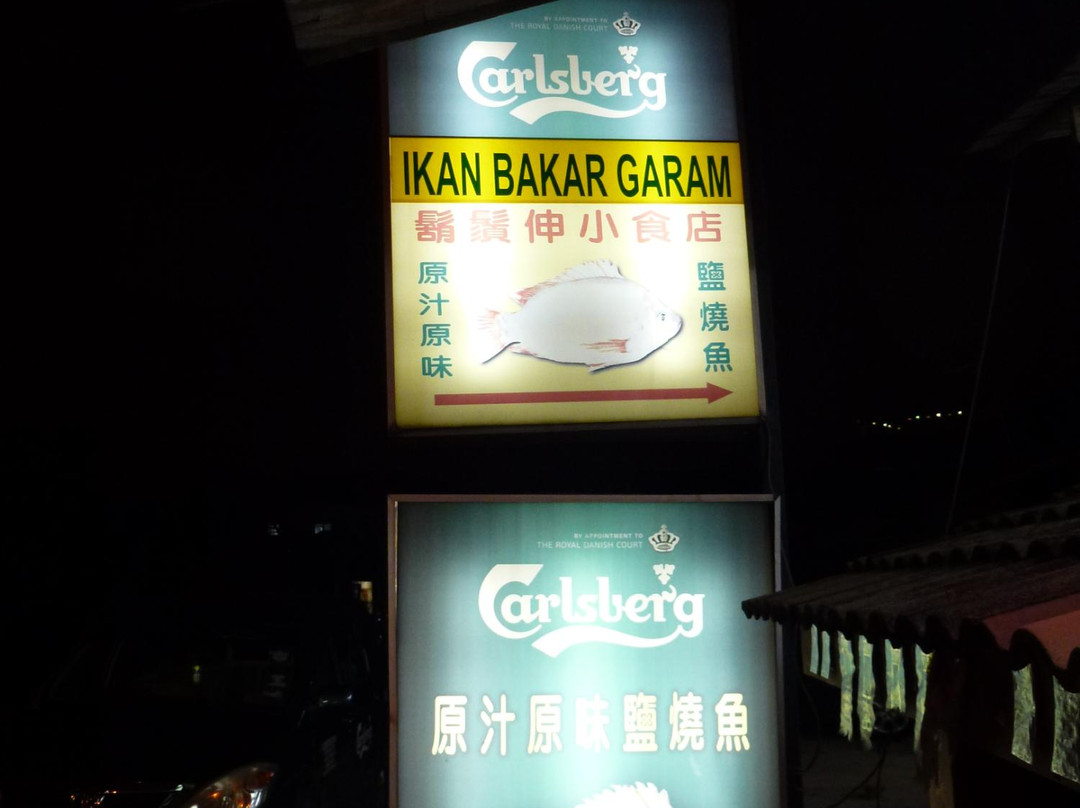 BY APPOINTMENT TO
THE ROYAL DANISH COURT
Carlsberg
IKAN BAKAR GARAM
鬍鬚伸小食店
原汁原味
鹽燒魚
BY APPOINTMENT TO
THE ROYAL DANISH COURT
Carlsberg
原汁原味鹽燒魚